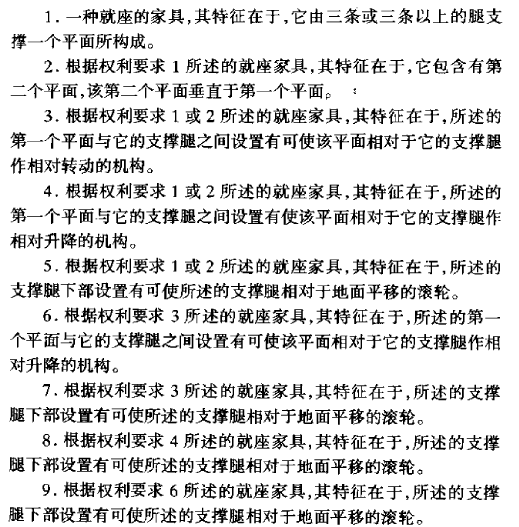 1. 一种就座的家具,其特征在于,它由三条或三条以上的腿支
撑一个平面所构成。
2. 根据权利要求 1 所述的就座家具,其特征在于,它包含有第
二个平面,该第二个平面垂直于第一个平面。
3. 根据权利要求 1 或 2 所述的就座家具,其特征在于,所述的
第一个平面与它的支撑腿之间设置有可使该平面相对于它的支撑腿
作相对转动的机构。
4. 根据权利要求 1 或 2 所述的就座家具,其特征在于,所述的
第一个平面与它的支撑腿之间设置有使该平面相对于它的支撑腿作
相对升降的机构。
5. 根据权利要求 1 或 2 所述的就座家具,其特征在于,所述的
支撑腿下部设置有可使所述的支撑腿相对于地面平移的滚轮。
6. 根据权利要求 3 所述的就座家具,其特征在于,所述的第一
个平面与它的支撑腿之间设置有可使该平面相对于它的支撑腿作相
对升降的机构。
7. 根据权利要求 3 所述的就座家具,其特征在于,所述的支撑
腿下部设置有可使所述的支撑腿相对于地面平移的滚轮。
8. 根据权利要求 4 所述的就座家具,其特征在于,所述的支撑
腿下部设置有可使所述的支撑腿相对于地面平移的滚轮。
9. 根据权利要求 6 所述的就座家具,其特征在于,所述的支撑
腿下部设置有可使所述的支撑腿相对于地面平移的滚轮。